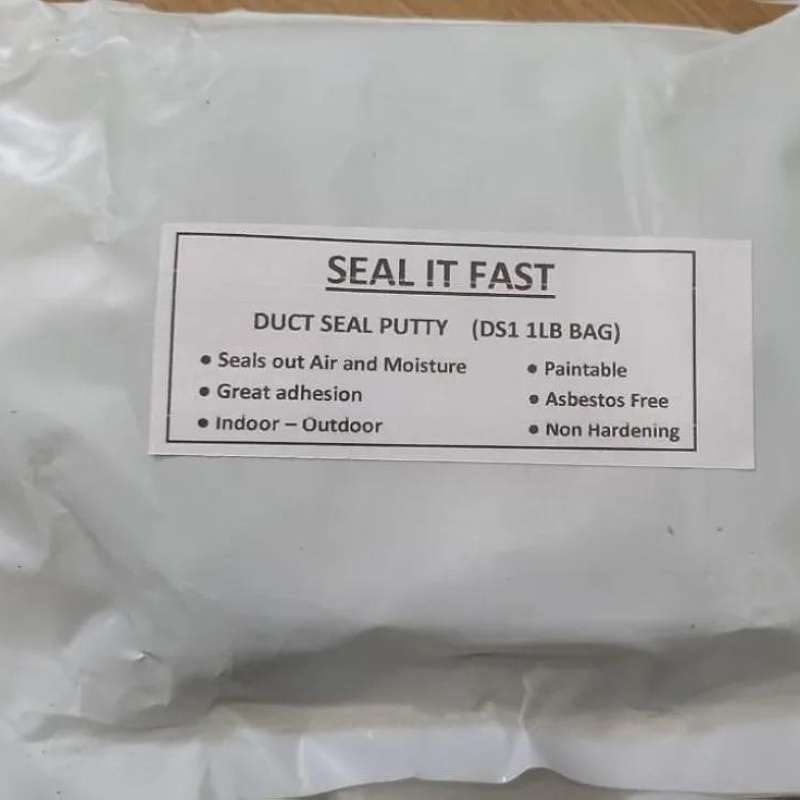 SEAL IT FAST
DUCT SEAL PUTTY (DS1 1LB BAG)
• Seals out Air and Moisture
• Great adhesion
• Indoor – Outdoor
• Paintable
• Asbestos Free
• Non Hardening